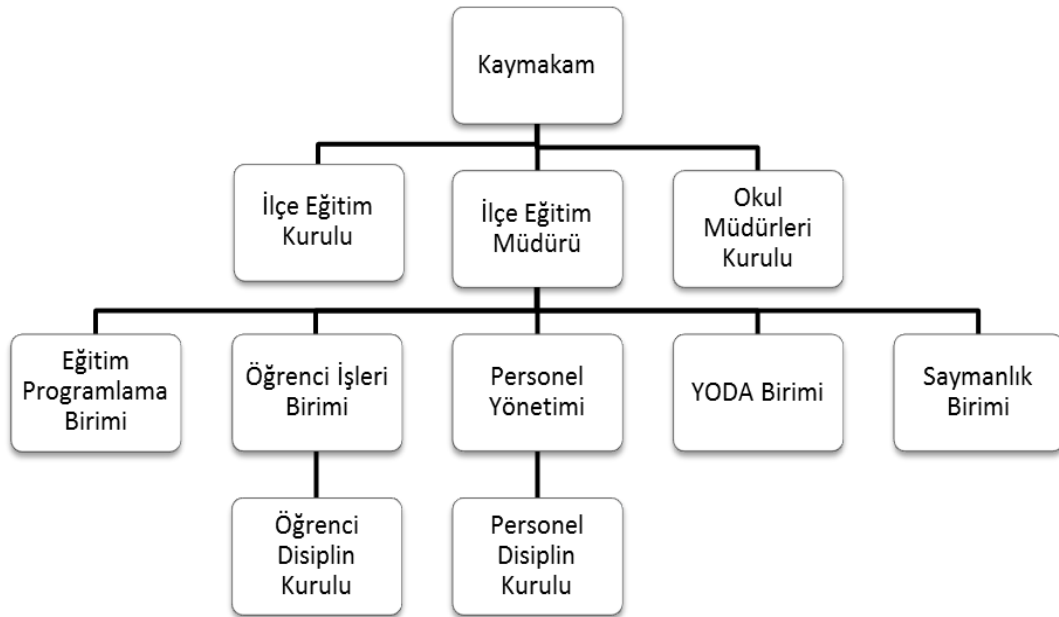 Kaymakam
İlçe Eğitim
Kurulu
İlçe Eğitim
Müdürü
Okul
Müdürleri
Kurulu
Eğitim
Programlama
Birimi
Öğrenci İşleri
Birimi
Personel
Yönetimi
YODA Birimi
Saymanlık
Birimi
Öğrenci
Disiplin
Kurulu
Personel
Disiplin
Kurulu